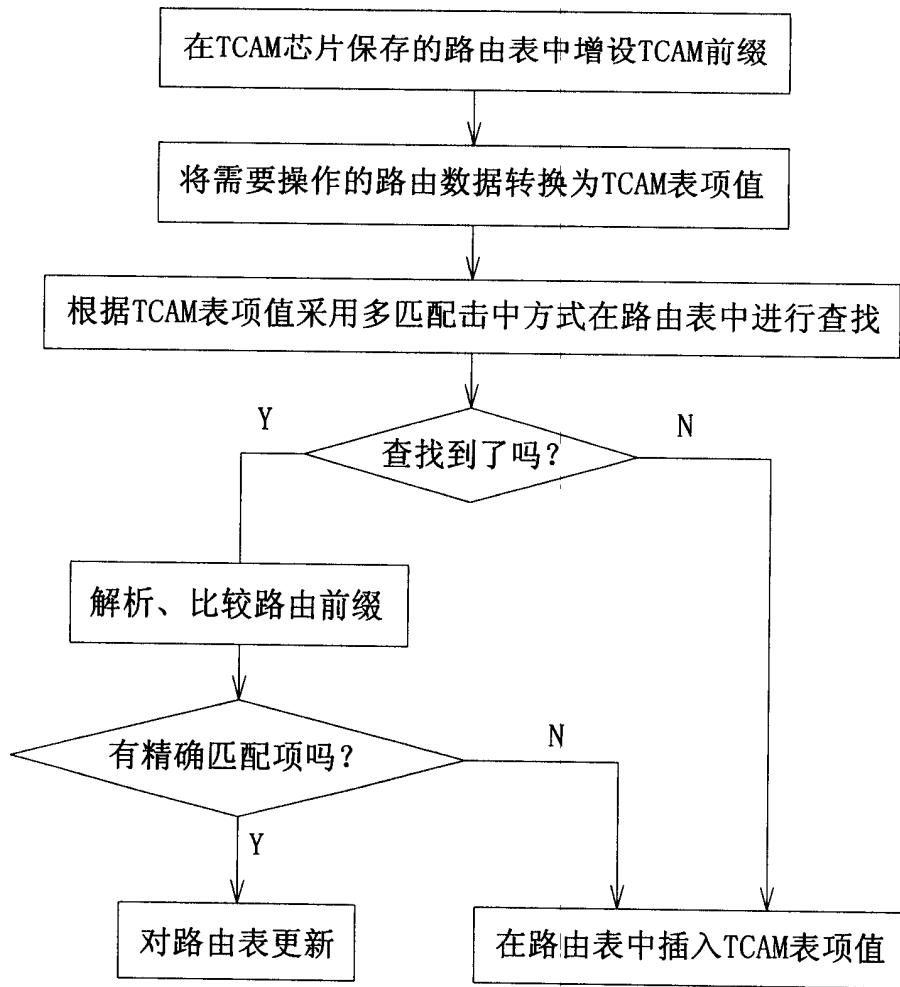 在TCAM芯片保存的路由表中增设TCAM前缀
将需要操作的路由数据转换为TCAM表项值
根据TCAM表项值采用多匹配击中方式在路由表中进行查找
Y
N
查找到了吗?
解析、比较路由前缀
有精确匹配项吗?
N
Y
对路由表更新
在路由表中插入TCAM表项值